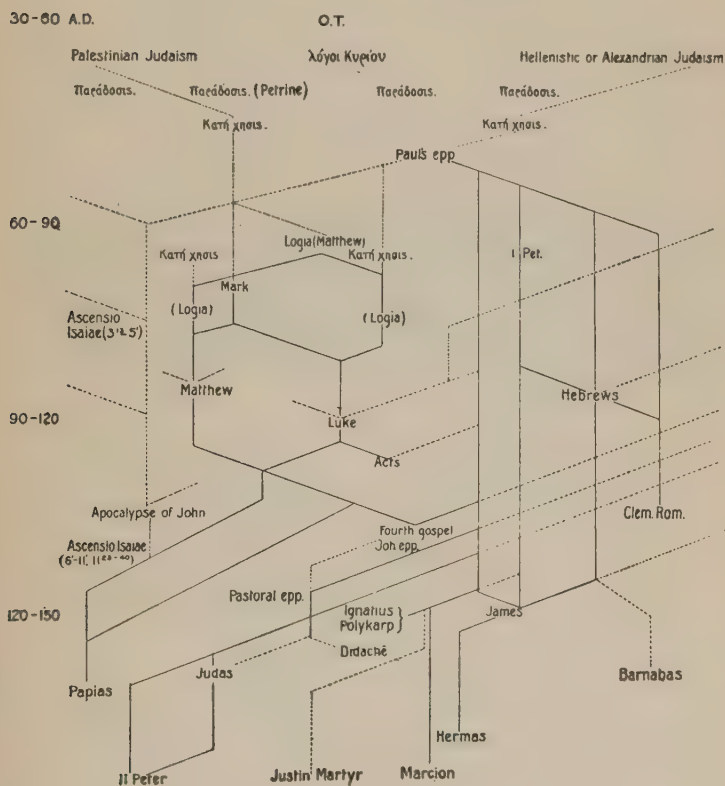 30-60 A.D.
O.T.
Palestinian Judaism
λόγοι Κυρίου
Hellenistic or Alexandrian Judaism
Παράδοσις.
Παράδοσις. (Petrine)
Παράδοσις.
Παράδοσις.
Κατήχησις.
Κατήχησις.
Paul's epp
60-90
Logia (Matthew)
Κατήχησις
Κατήχησις.
1 Pet.
Mark
(Logia)
(Logia)
Ascensio
Isaiae
Matthew
Hebrews
90-120
Luke
Acts
Apocalypse of John
Clem. Rom.
Fourth gospel
Joh. epp.
Ascensio Isaiae
Pastoral epp.
120-150
Ignatius
Polykarp }
James
Didachê
Judas
Barnabas
Papias
Hermas
II Peter
Justin Martyr
Marcion